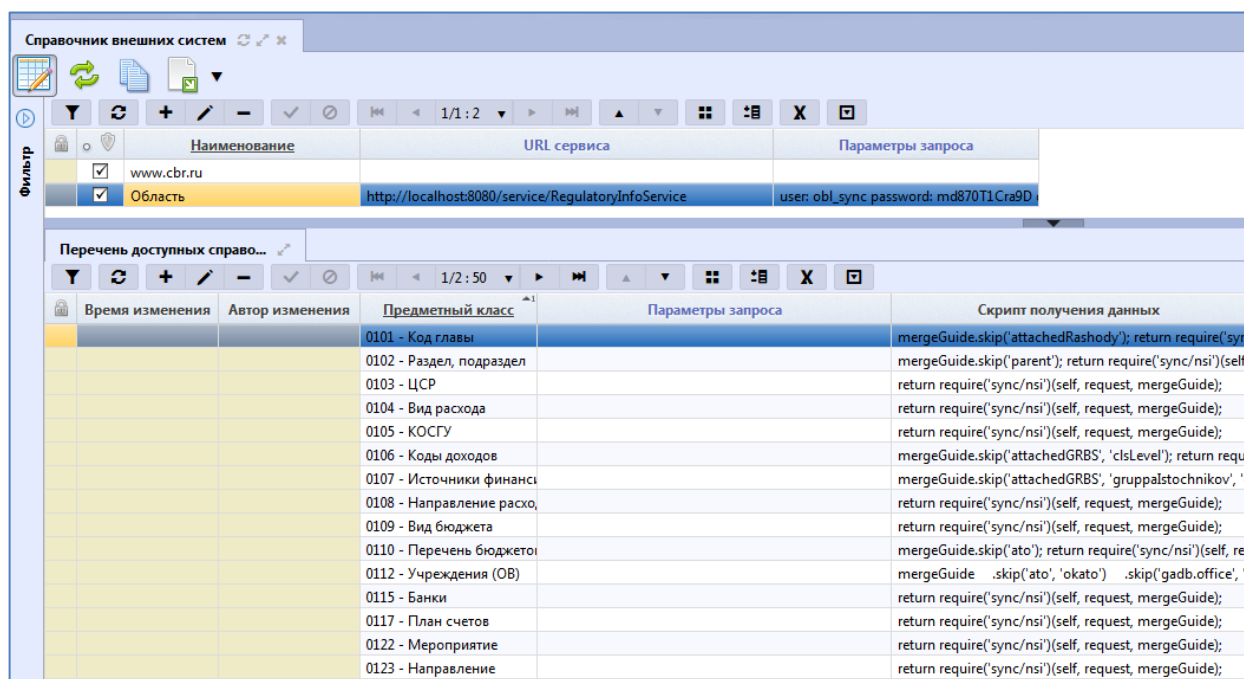 Справочник внешних систем
1/1 : 2
Фильтр
Наименование URL сервиса Параметры запроса
www.cbr.ru
Область http://localhost:8080/service/RegulatoryInfoService user: obl_sync password: md870T1Cra9D
Перечень доступных справо...
1/2 : 50
Время изменения Автор изменения Предметный класс 1 Параметры запроса Скрипт получения данных
0101 - Код главы mergeGuide.skip('attachedRashody'); return require('syn
0102 - Раздел, подраздел mergeGuide.skip('parent'); return require('sync/nsi')(self
0103 - ЦСР return require('sync/nsi')(self, request, mergeGuide);
0104 - Вид расхода return require('sync/nsi')(self, request, mergeGuide);
0105 - КОСГУ return require('sync/nsi')(self, request, mergeGuide);
0106 - Коды доходов mergeGuide.skip('attachedGRBS', 'clsLevel'); return requ
0107 - Источники финанси mergeGuide.skip('attachedGRBS', 'gruppaIstochnikov', '
0108 - Направление расхо return require('sync/nsi')(self, request, mergeGuide);
0109 - Вид бюджета return require('sync/nsi')(self, request, mergeGuide);
0110 - Перечень бюджето mergeGuide.skip('ato'); return require('sync/nsi')(self, re
0112 - Учреждения (ОВ) mergeGuide .skip('ato', 'okato') .skip('gadb.office', '
0115 - Банки return require('sync/nsi')(self, request, mergeGuide);
0117 - План счетов return require('sync/nsi')(self, request, mergeGuide);
0122 - Мероприятие return require('sync/nsi')(self, request, mergeGuide);
0123 - Направление return require('sync/nsi')(self, request, mergeGuide);